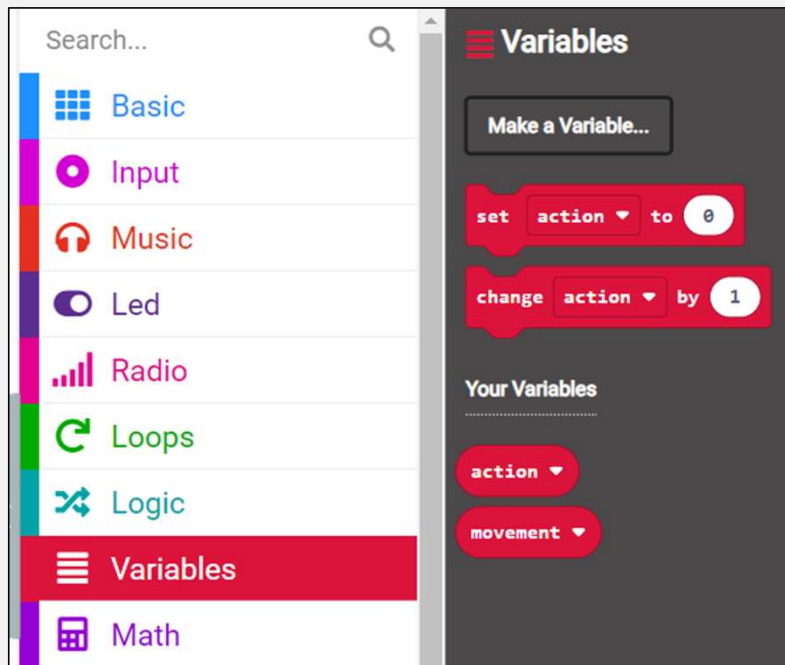 Search...
Basic
Input
Music
Led
Radio
Loops
Logic
Variables
Math
Variables
Make a Variable...
set action to 0
change action by 1
Your Variables
action
movement